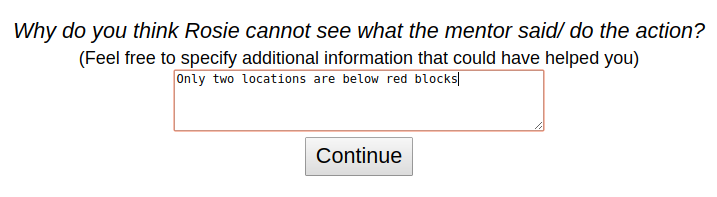 Why do you think Rosie cannot see what the mentor said/ do the action?
(Feel free to specify additional information that could have helped you)
Only two locations are below red blocks
Continue